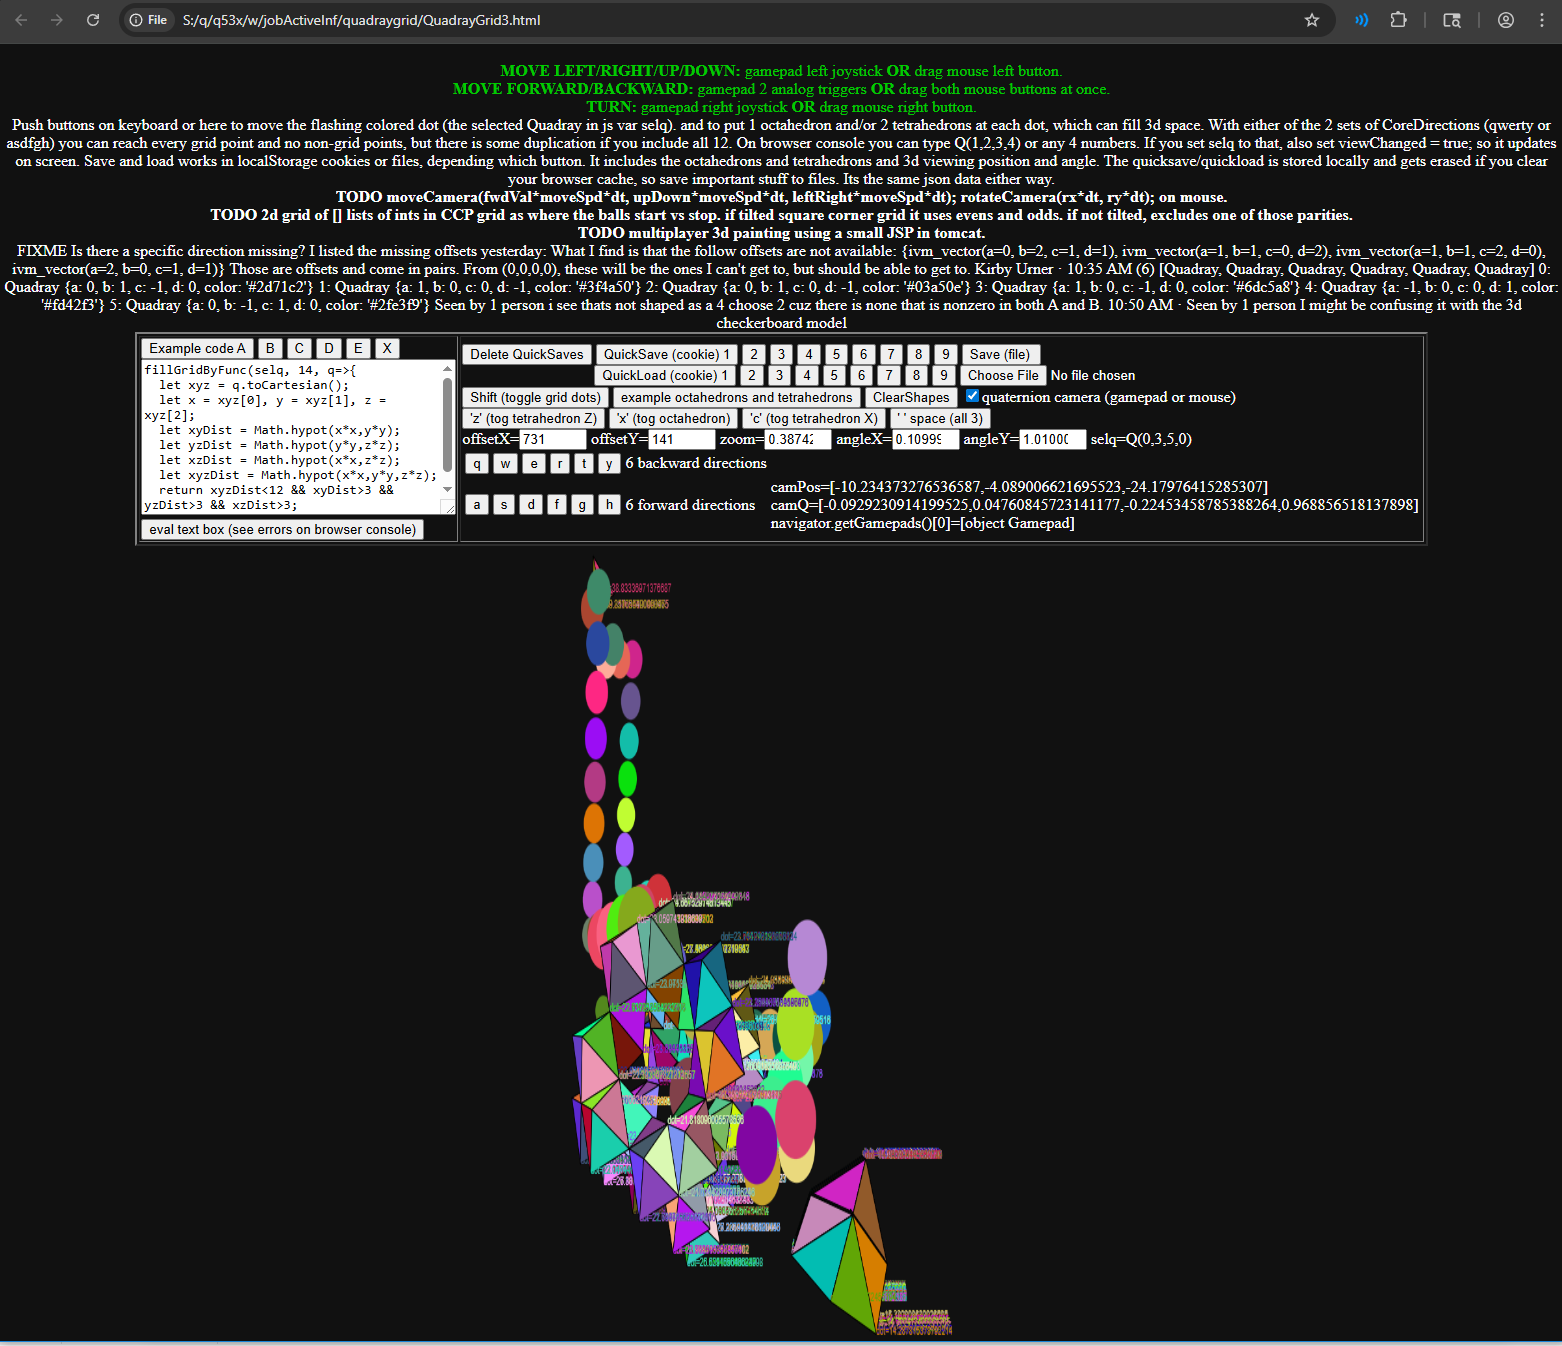 File S:/q/q53x/w/jobActiveInf/quadraygrid/QuadrayGrid3.html
MOVE LEFT/RIGHT/UP/DOWN: gamepad left joystick OR drag mouse left button.
MOVE FORWARD/BACKWARD: gamepad 2 analog triggers OR drag both mouse buttons at once.
TURN: gamepad right joystick OR drag mouse right button.
Push buttons on keyboard or here to move the flashing colored dot (the selected Quadray in js var selq). and to put 1 octahedron and/or 2 tetrahedrons at each dot, which can fill 3d space. With either of the 2 sets of CoreDirections (qwerty or
asdfgh) you can reach every grid point and no non-grid points, but there is some duplication if you include all 12. On browser console you can type Q(1,2,3,4) or any 4 numbers. If you set selq to that, also set viewChanged = true; so it updates
on screen. Save and load works in localStorage cookies or files, depending which button. It includes the octahedrons and tetrahedrons and 3d viewing position and angle. The quicksave/quickload is stored locally and gets erased if you clear
your browser cache, so save important stuff to files. Its the same json data either way.
TODO moveCamera(fwdVal*moveSpd*dt, upDown*moveSpd*dt, leftRight*moveSpd*dt); rotateCamera(rx*dt, ry*dt); on mouse.
TODO 2d grid of [] lists of ints in CCP grid as where the balls start vs stop. if tilted square corner grid it uses evens and odds. if not tilted, excludes one of those parities.
TODO multiplayer 3d painting using a small JSP in tomcat.
FIXME Is there a specific direction missing? I listed the missing offsets yesterday: What I find is that the follow offsets are not available: {ivm_vector(a=0, b=2, c=1, d=1), ivm_vector(a=1, b=1, c=0, d=2), ivm_vector(a=1, b=1, c=2, d=0),
ivm_vector(a=2, b=0, c=1, d=1)} Those are offsets and come in pairs. From (0,0,0,0), these will be the ones I can't get to, but should be able to get to. Kirby Urner · 10:35 AM (6) [Quadray, Quadray, Quadray, Quadray, Quadray, Quadray] 0:
Quadray {a: 0, b: 1, c: -1, d: 0, color: '#2d71c2'} 1: Quadray {a: 1, b: 0, c: 0, d: -1, color: '#3f4a50'} 2: Quadray {a: 0, b: 1, c: 0, d: -1, color: '#03a50e'} 3: Quadray {a: 1, b: 0, c: -1, d: 0, color: '#6dc5a8'} 4: Quadray {a: -1, b: 0, c: 0, d: 1, color:
'#fd42f3'} 5: Quadray {a: 0, b: -1, c: 1, d: 0, color: '#2fe3f9'} Seen by 1 person i see thats not shaped as a 4 choose 2 cuz there is none that is nonzero in both A and B. 10:50 AM · Seen by 1 person I might be confusing it with the 3d
checkerboard model
Example code A B C D E X
fillGridByFunc(selq, 14, q=>{
let xyz = q.toCartesian();
let x = xyz[0], y = xyz[1], z =
xyz[2];
let xyDist = Math.hypot(x*x,y*y);
let yzDist = Math.hypot(y*y,z*z);
let xzDist = Math.hypot(x*x,z*z);
let xyzDist = Math.hypot(x*x,y*y,z*z);
return xyzDist<12 && xyDist>3 &&
yzDist>3 && xzDist>3;
eval text box (see errors on browser console)
Delete QuickSaves QuickSave (cookie) 1 2 3 4 5 6 7 8 9 Save (file)
QuickLoad (cookie) 1 2 3 4 5 6 7 8 9 Choose File No file chosen
Shift (toggle grid dots) example octahedrons and tetrahedrons ClearShapes quaternion camera (gamepad or mouse)
'z' (tog tetrahedron Z) 'x' (tog octahedron) 'c' (tog tetrahedron X) ' ' space (all 3)
offsetX=731 offsetY=141 zoom=0.3874 angleX=0.10999 angleY=1.0100 selq=Q(0,3,5,0)
q w e r t y 6 backward directions
a s d f g h 6 forward directions
camPos=[-10.234373276536587,-4.089006621695523,-24.17976415285307]
camQ=[-0.0929230914199525,0.04760845723141177,-0.22453458785388264,0.968856518137898]
navigator.getGamepads()[0]=[object Gamepad]